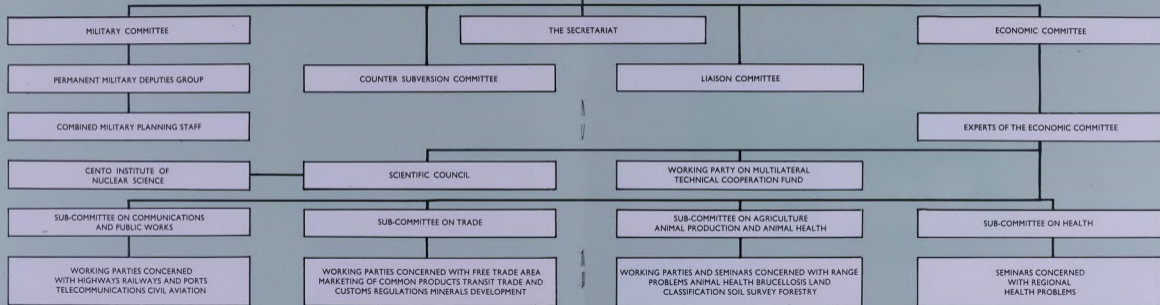 MILITARY COMMITTEE
THE SECRETARIAT
ECONOMIC COMMITTEE
PERMANENT MILITARY DEPUTIES GROUP
COUNTER SUBVERSION COMMITTEE
LIAISON COMMITTEE
COMBINED MILITARY PLANNING STAFF
EXPERTS OF THE ECONOMIC COMMITTEE
CENTO INSTITUTE OF
NUCLEAR SCIENCE
SCIENTIFIC COUNCIL
WORKING PARTY ON MULTILATERAL
TECHNICAL COOPERATION FUND
SUB-COMMITTEE ON COMMUNICATIONS
AND PUBLIC WORKS
SUB-COMMITTEE ON TRADE
SUB-COMMITTEE ON AGRICULTURE
ANIMAL PRODUCTION AND ANIMAL HEALTH
SUB-COMMITTEE ON HEALTH
WORKING PARTIES CONCERNED
WITH HIGHWAYS RAILWAYS AND PORTS
TELECOMMUNICATIONS CIVIL AVIATION
WORKING PARTIES CONCERNED WITH FREE TRADE AREA
MARKETING OF COMMON PRODUCTS TRANSIT TRADE AND
CUSTOMS REGULATIONS MINERALS DEVELOPMENT
WORKING PARTIES AND SEMINARS CONCERNED WITH RANGE
PROBLEMS ANIMAL HEALTH BRUCELLOSIS LAND
CLASSIFICATION SOIL SURVEY FORESTRY
SEMINARS CONCERNED
WITH REGIONAL
HEALTH PROBLEMS